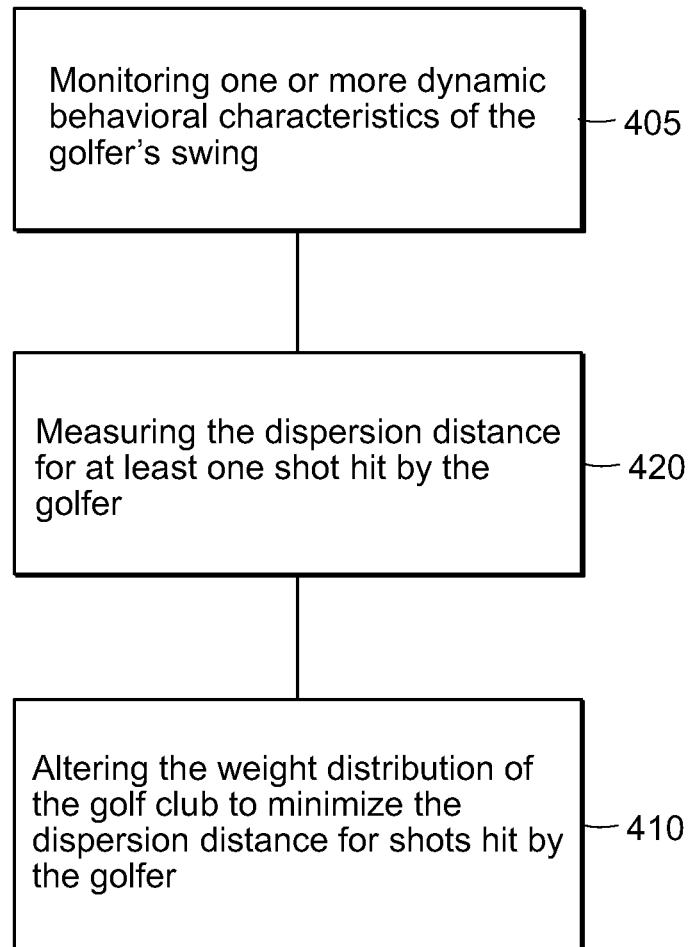 Monitoring one or more dynamic
behavioral characteristics of the
golfer's swing
405
Measuring the dispersion distance
for at least one shot hit by the
golfer
420
Altering the weight distribution of
the golf club to minimize the
dispersion distance for shots hit by
the golfer
410